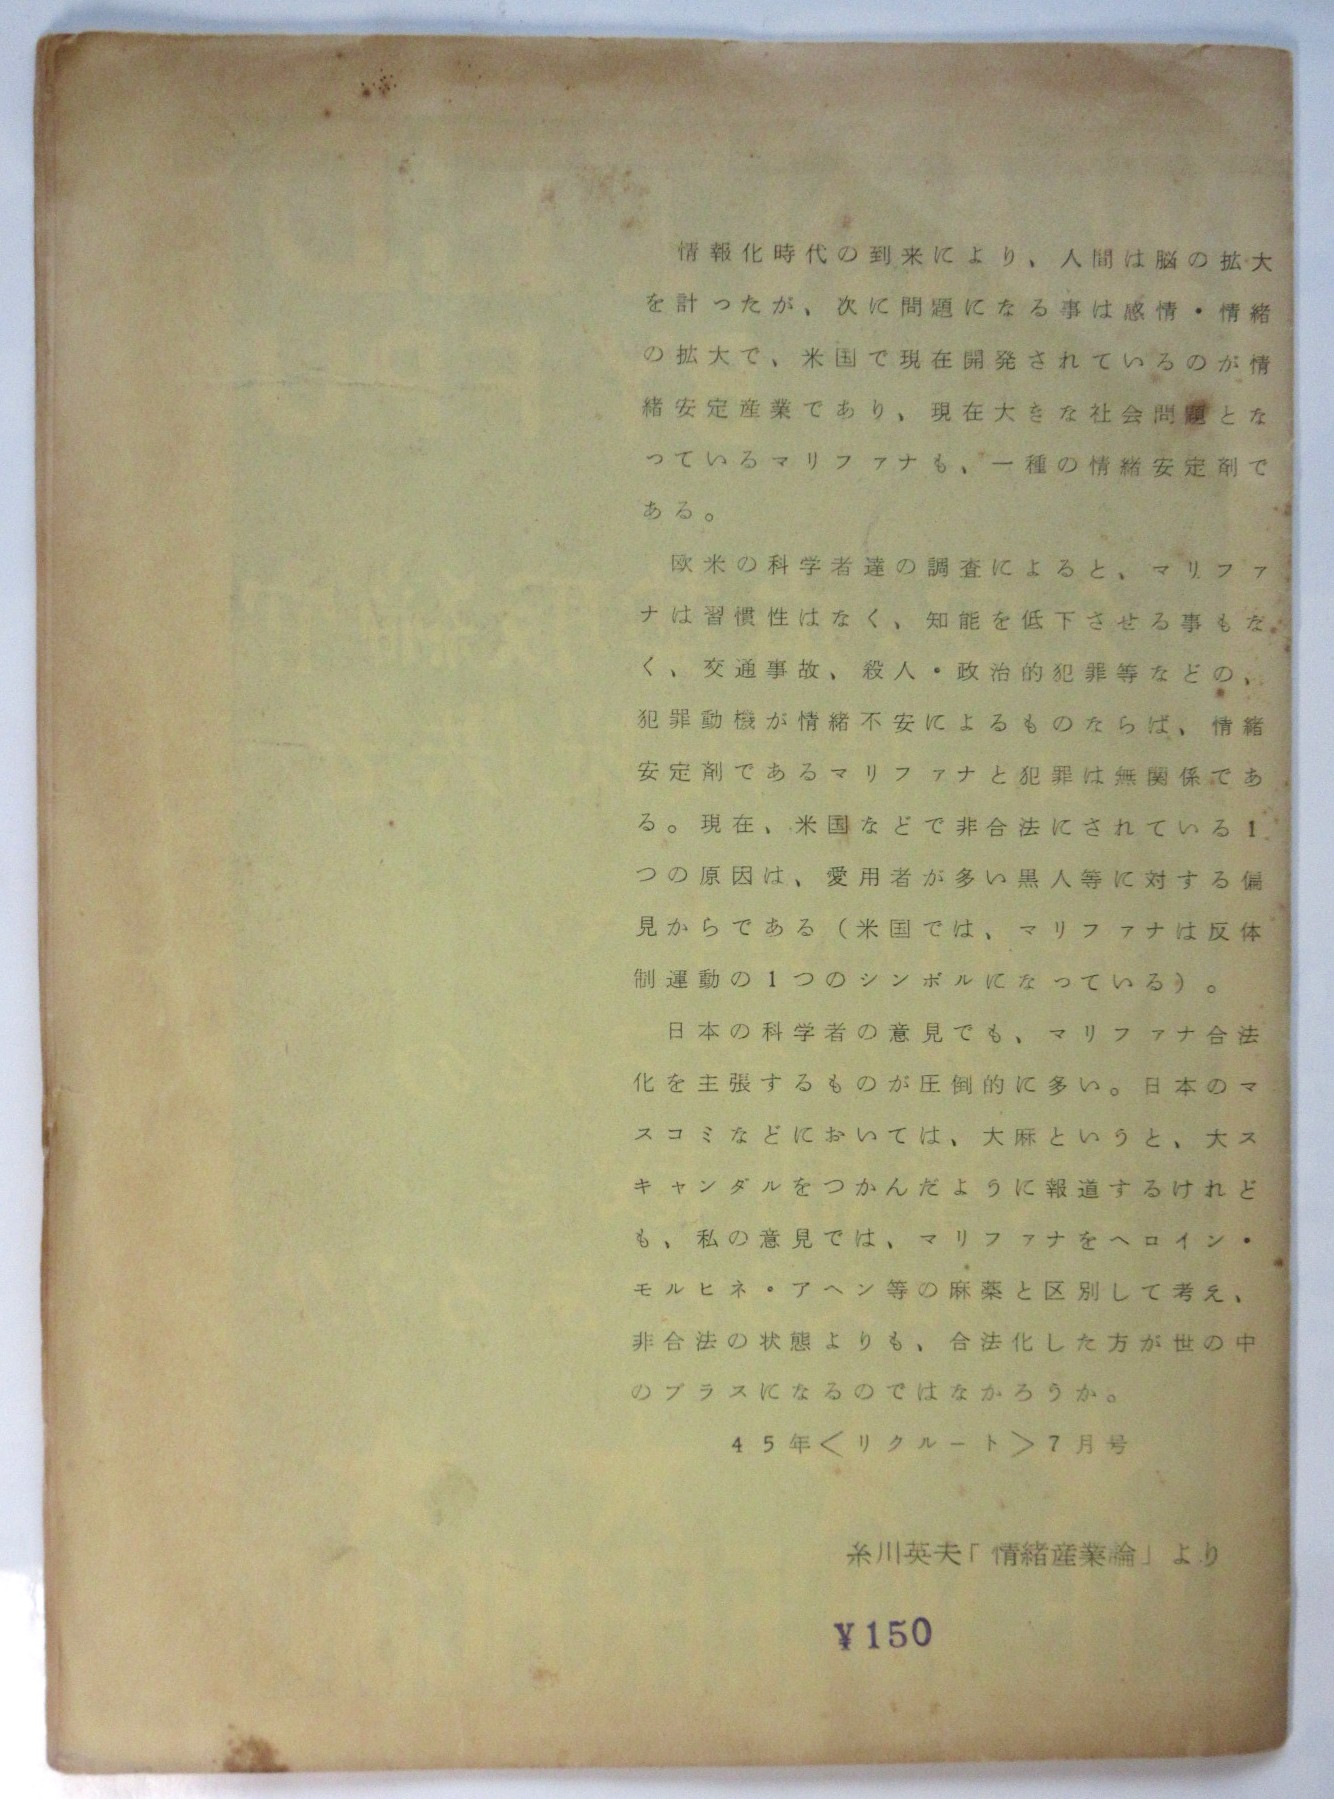 情報化時代の到来により、人間は脳の拡大
を計ったが、次に問題になる事は感情・情緒
の拡大で、米国で現在開発されているのが情
緒安定産業であり、現在大きな社会問題とな
っているマリファナも、一種の情緒安定剤で
ある。
欧米の科学者達の調査によると、マリファ
ナは習慣性はなく、知能を低下させる事もな
く、交通事故、殺人・政治的犯罪等などの、
犯罪動機が情緒不安によるものならば、情緒
安定剤であるマリファナと犯罪は無関係であ
る。現在、米国などで非合法にされている1
つの原因は、愛用者が多い黒人等に対する偏
見からである（米国では、マリファナは反体
制運動の1つのシンボルになっている）。
日本の科学者の意見でも、マリファナ合法
化を主張するものが圧倒的に多い。日本のマ
スコミなどにおいては、大麻というと、大ス
キャンダルをつかんだように報道するけれど
も、私の意見では、マリファナをヘロイン・
モルヒネ・アヘン等の麻薬と区別して考え、
非合法の状態よりも、合法化した方が世の中
のプラスになるのではなかろうか。
45年＜リクルート＞7月号
糸川英夫「情緒産業論」より
¥150